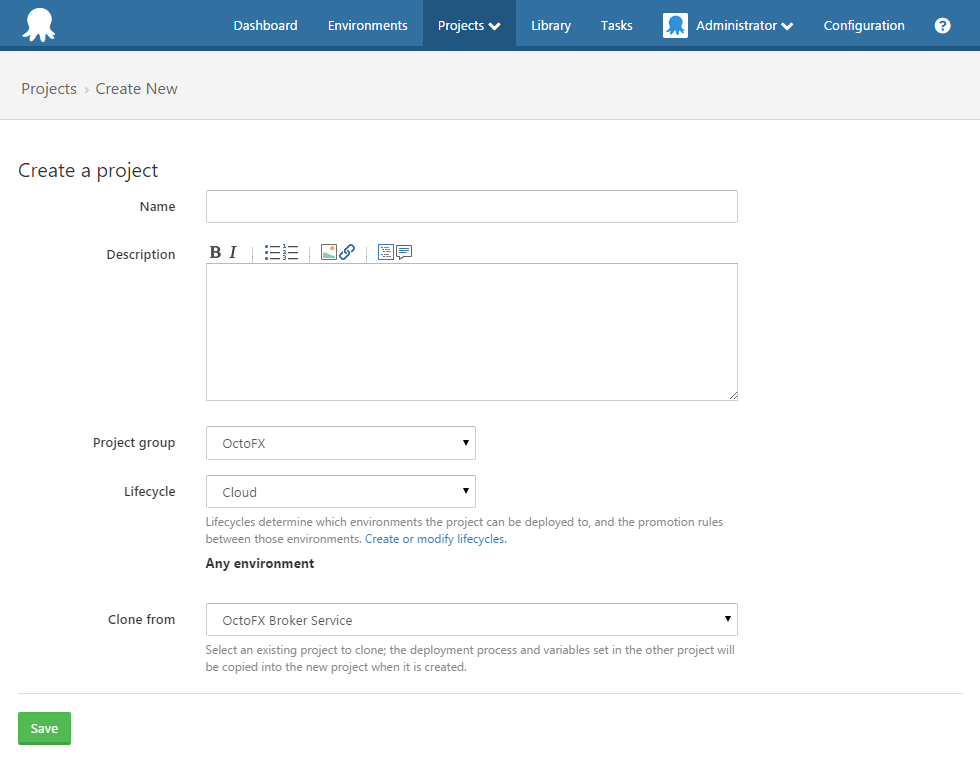 Dashboard Environments Projects Library Tasks Administrator Configuration ?
Projects › Create New
Create a project
Name
Description B I
Project group OctoFX
Lifecycle Cloud
Lifecycles determine which environments the project can be deployed to, and the promotion rules
between those environments. Create or modify lifecycles.
Any environment
Clone from OctoFX Broker Service
Select an existing project to clone; the deployment process and variables set in the other project will
be copied into the new project when it is created.
Save